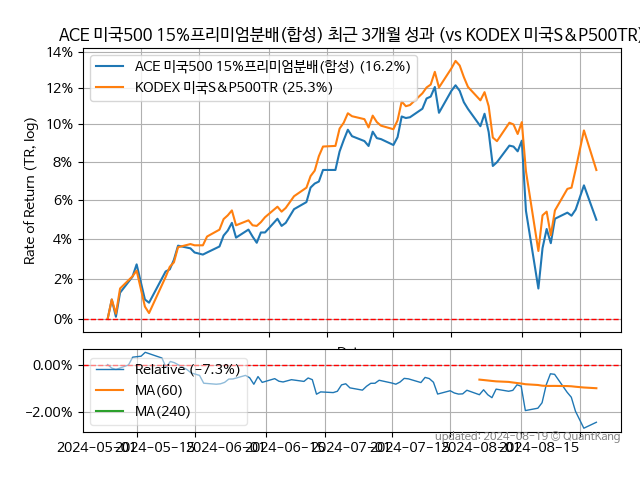 ACE 미국500 15%프리미엄분배(합성) 최근 3개월 성과 (vs KODEX 미국S&P500TR)
14%
12%
10%
8%
6%
4%
2%
0%
Rate of Return (TR, log)
ACE 미국500 15%프리미엄분배(합성) (16.2%)
KODEX 미국S&P500TR (25.3%)
0.00%
−2.00%
Relative (−7.3%)
MA(60)
MA(240)
2024-05-01 2024-05-15 2024-06-01 2024-06-15 2024-07-01 2024-07-15 2024-08-01 2024-08-15
updated: 2024-08-19 © QuantKang